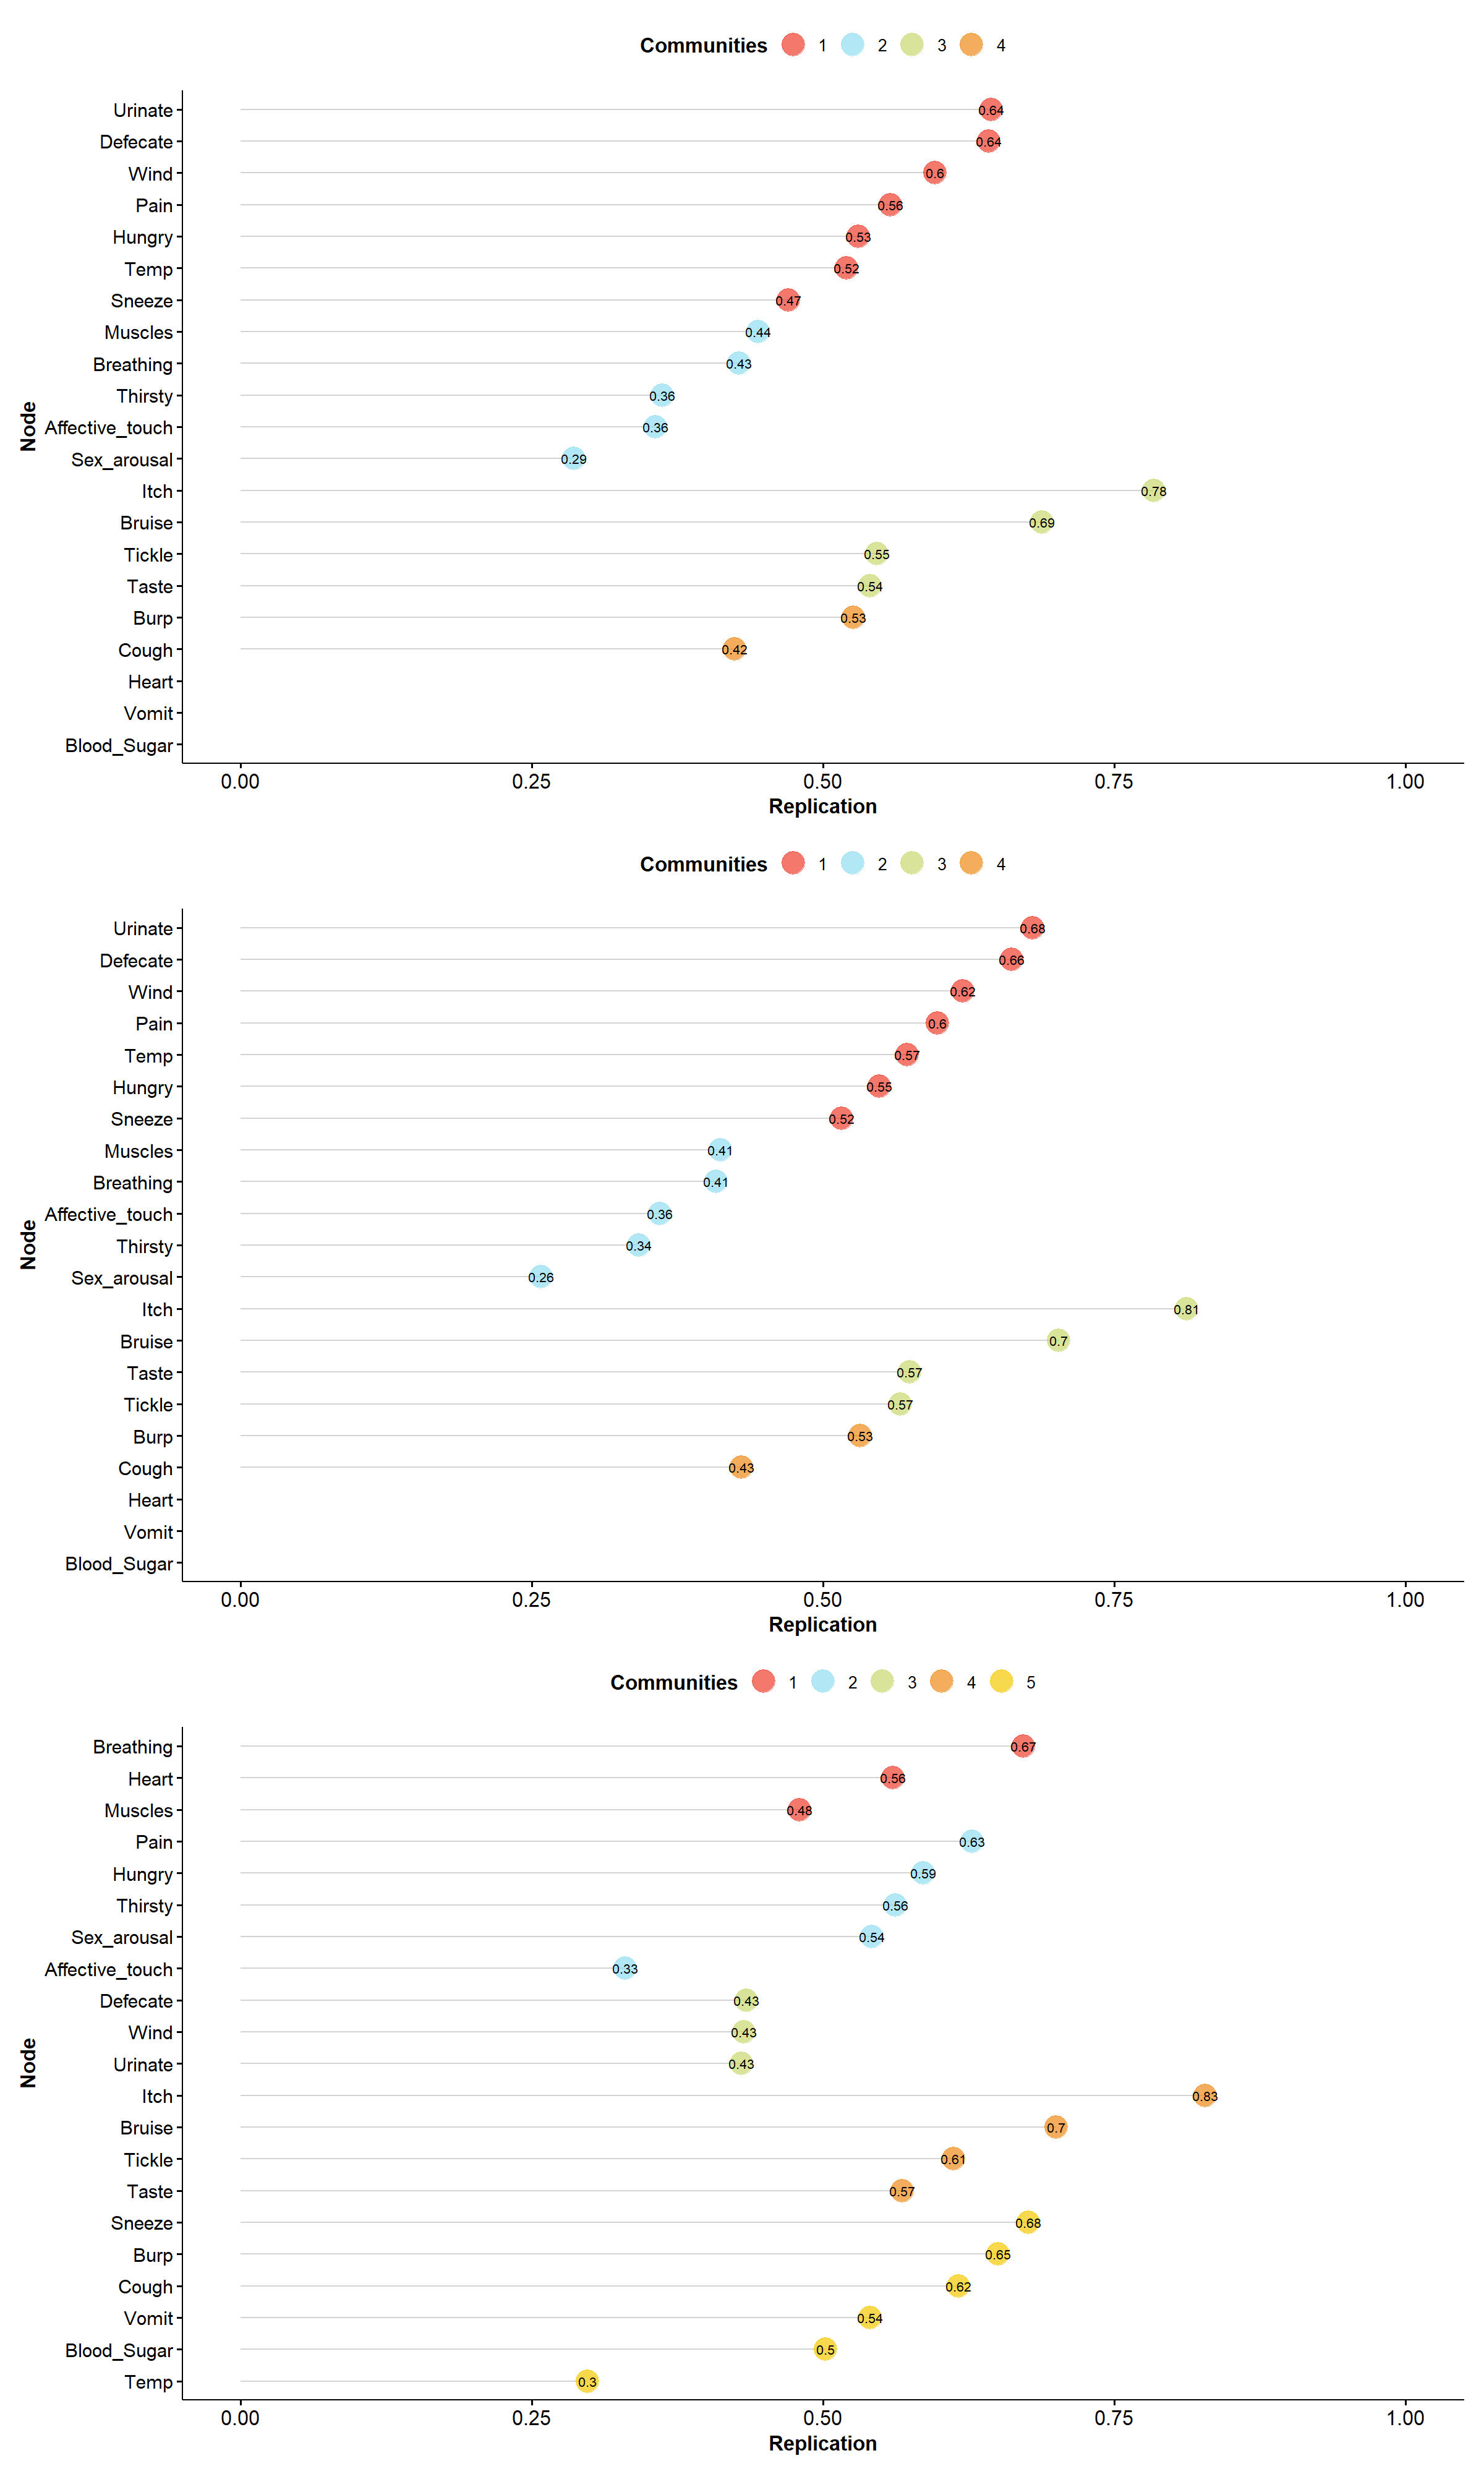 Communities 1 2 3 4
Urinate 0.64
Defecate 0.64
Wind 0.6
Pain 0.56
Hungry 0.53
Temp 0.52
Sneeze 0.47
Muscles 0.44
Breathing 0.43
Thirsty 0.36
Affective_touch 0.36
Sex_arousal 0.29
Itch 0.78
Bruise 0.69
Tickle 0.55
Taste 0.54
Burp 0.53
Cough 0.42
Heart
Vomit
Blood_Sugar
Node
0.00 0.25 0.50 0.75 1.00
Replication
Communities 1 2 3 4
Urinate 0.68
Defecate 0.66
Wind 0.62
Pain 0.6
Temp 0.57
Hungry 0.55
Sneeze 0.52
Muscles 0.41
Breathing 0.41
Affective_touch 0.36
Thirsty 0.34
Sex_arousal 0.26
Itch 0.81
Bruise 0.7
Taste 0.57
Tickle 0.57
Burp 0.53
Cough 0.43
Heart
Vomit
Blood_Sugar
Node
0.00 0.25 0.50 0.75 1.00
Replication
Communities 1 2 3 4 5
Breathing 0.67
Heart 0.56
Muscles 0.48
Pain 0.63
Hungry 0.59
Thirsty 0.56
Sex_arousal 0.54
Affective_touch 0.33
Defecate 0.43
Wind 0.43
Urinate 0.43
Itch 0.83
Bruise 0.7
Tickle 0.61
Taste 0.57
Sneeze 0.68
Burp 0.65
Cough 0.62
Vomit 0.54
Blood_Sugar 0.5
Temp 0.3
Node
0.00 0.25 0.50 0.75 1.00
Replication